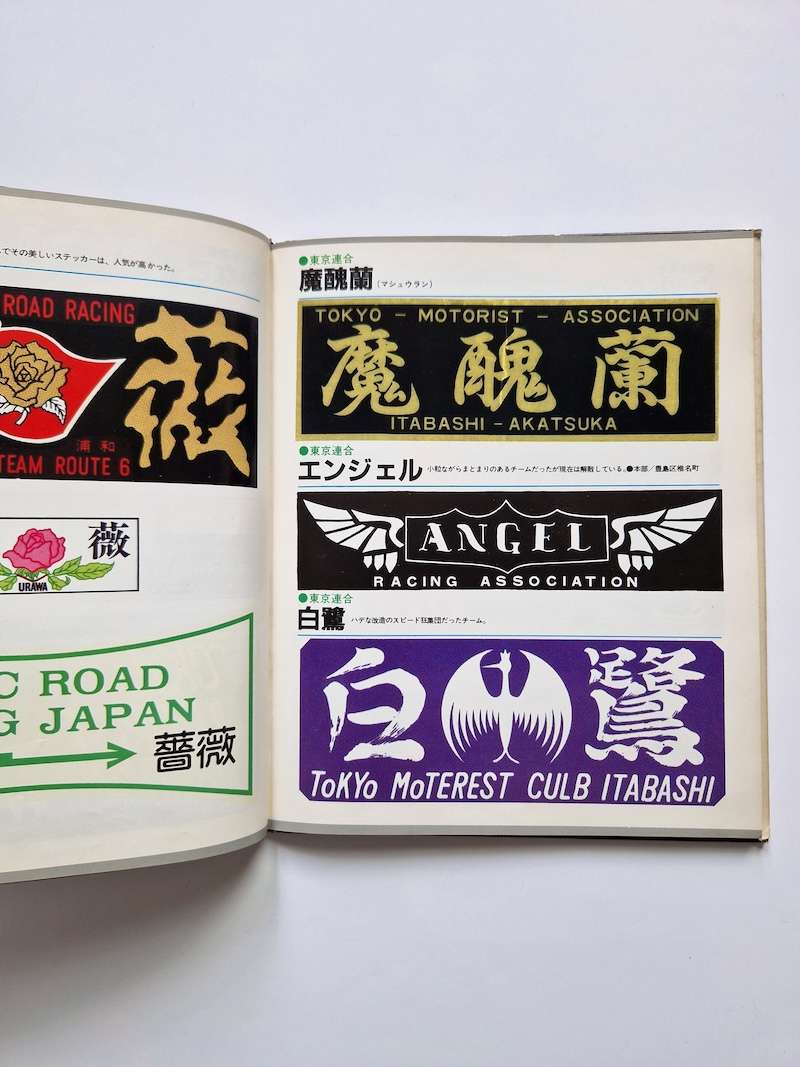 でその美しいステッカーは、人気が高かった。
ROAD RACING
薇
浦和
TEAM ROUTE 6
薇
URAWA
C ROAD
G JAPAN
薔薇
●東京連合
魔醜蘭(マシュウラン)
TOKYO - MOTORIST - ASSOCIATION
魔醜蘭
ITABASHI - AKATSUKA
●東京連合
エンジェル 小粒ながらまとまりのあるチームだったが現在は解散している。●本部/豊島区椎名町
ANGEL
RACING ASSOCIATION
●東京連合
白鷺 ハデな改造のスピード狂集団だったチーム。
白鷺
ToKYo MoTEREST CULB ITABASHI